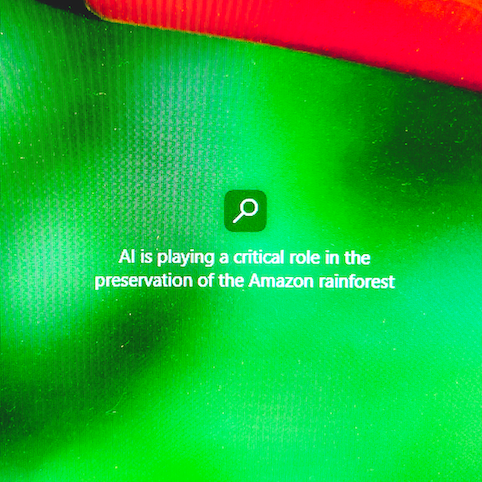 AI is playing a critical role in the
preservation of the Amazon rainforest